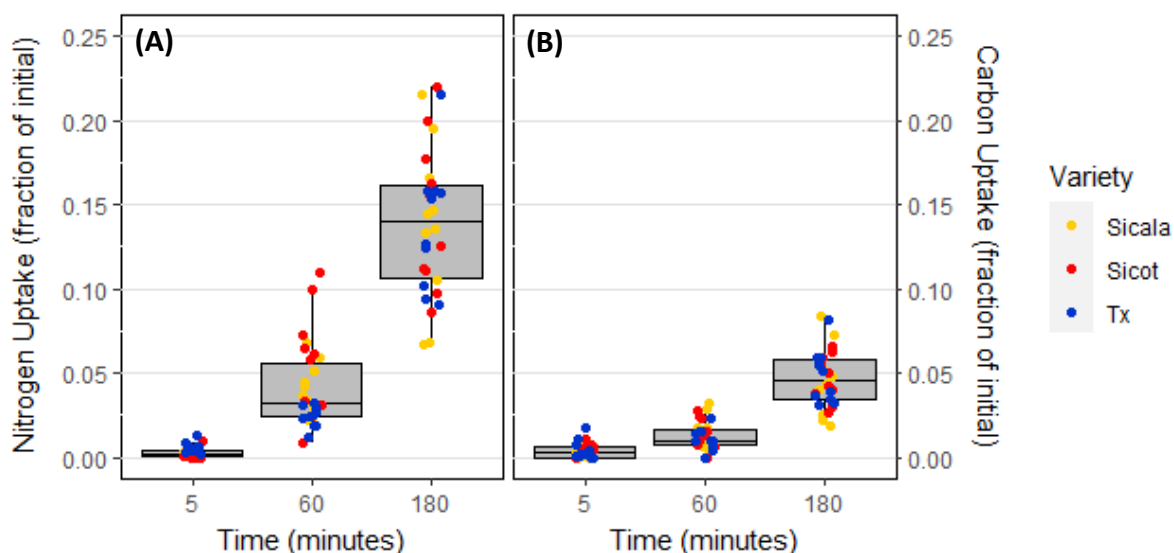 (A)
(B)
Nitrogen Uptake (fraction of initial)
0.25
0.20
0.15
0.10
0.05
0.00
5
60
180
Time (minutes)
5
60
180
Time (minutes)
0.25
0.20
0.15
0.10
0.05
0.00
Carbon Uptake (fraction of initial)
Variety
Sicala
Sicot
Tx